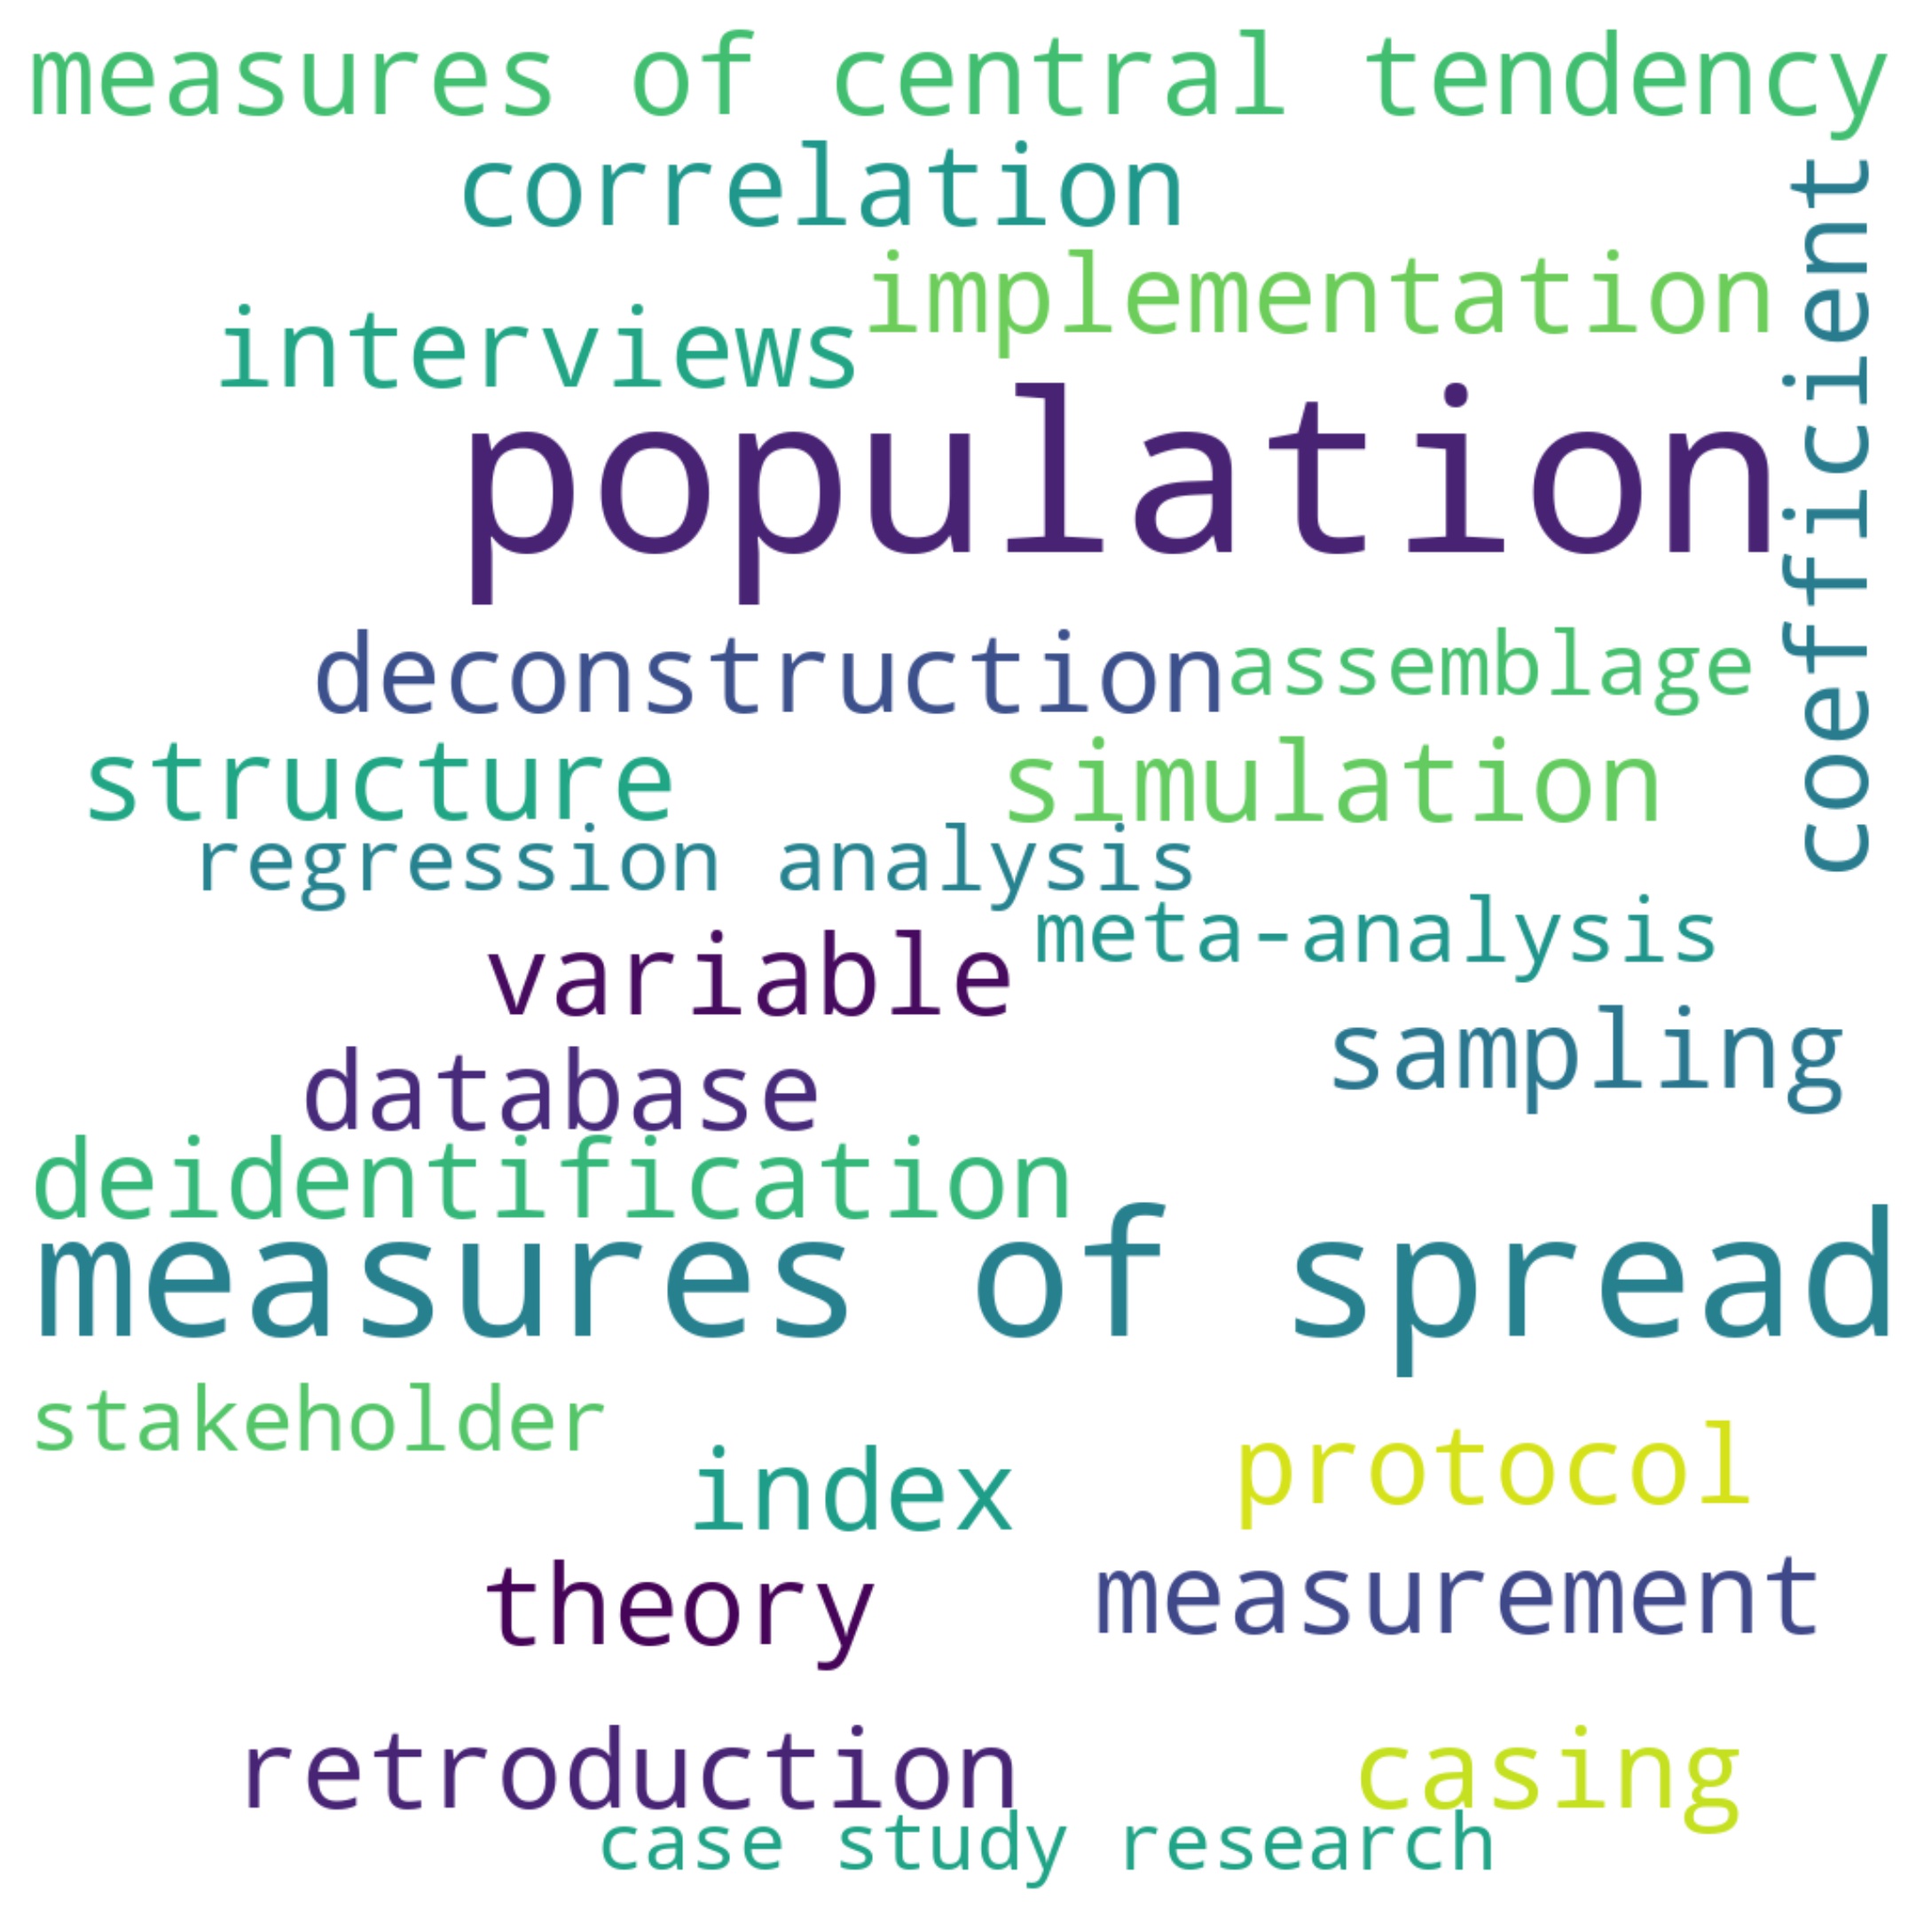 measures of central tendency
correlation
coefficient
implementation
interviews
population
deconstruction
assemblage
structure
simulation
regression analysis
meta-analysis
variable
sampling
database
deidentification
measures of spread
stakeholder
protocol
index
measurement
theory
retroduction
casing
case study research